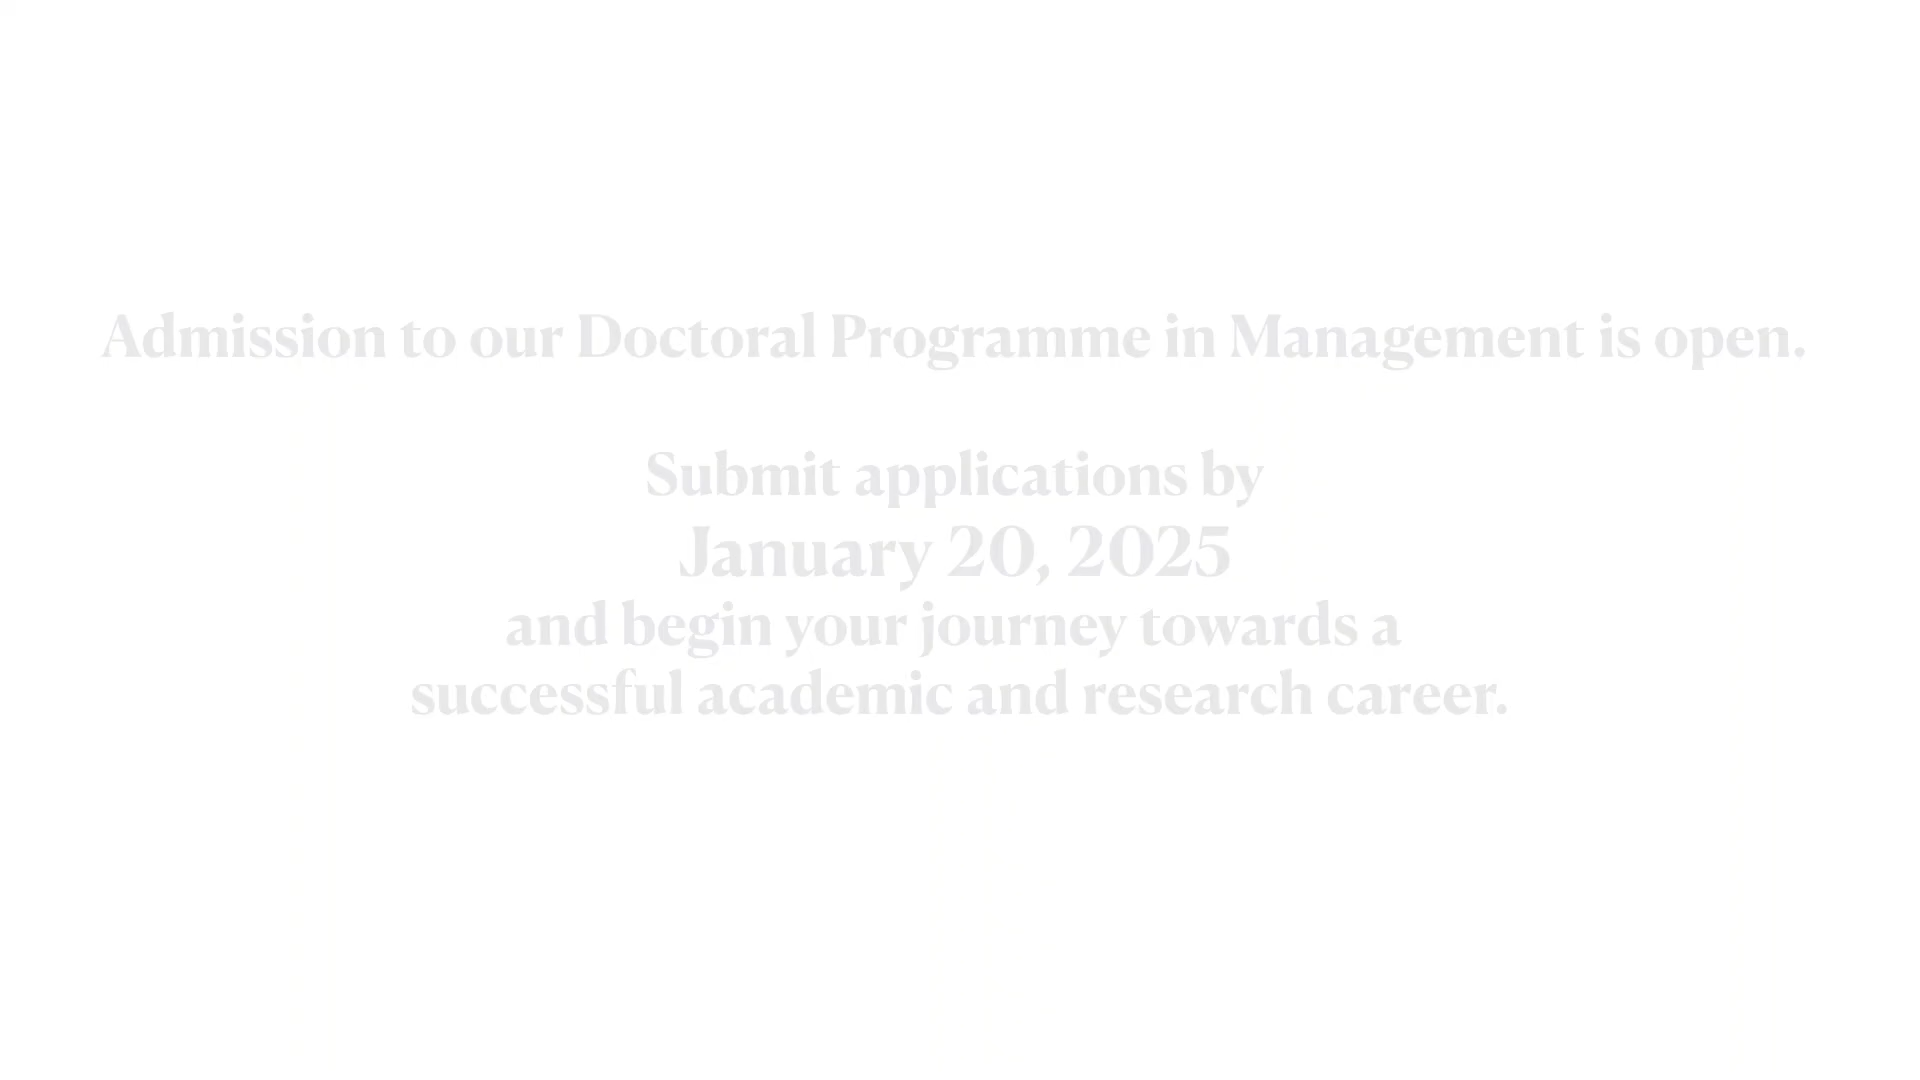 Admission to our Doctoral Programme in Management is open.
Submit applications by
January 20, 2025
and begin your journey towards a
successful academic and research career.